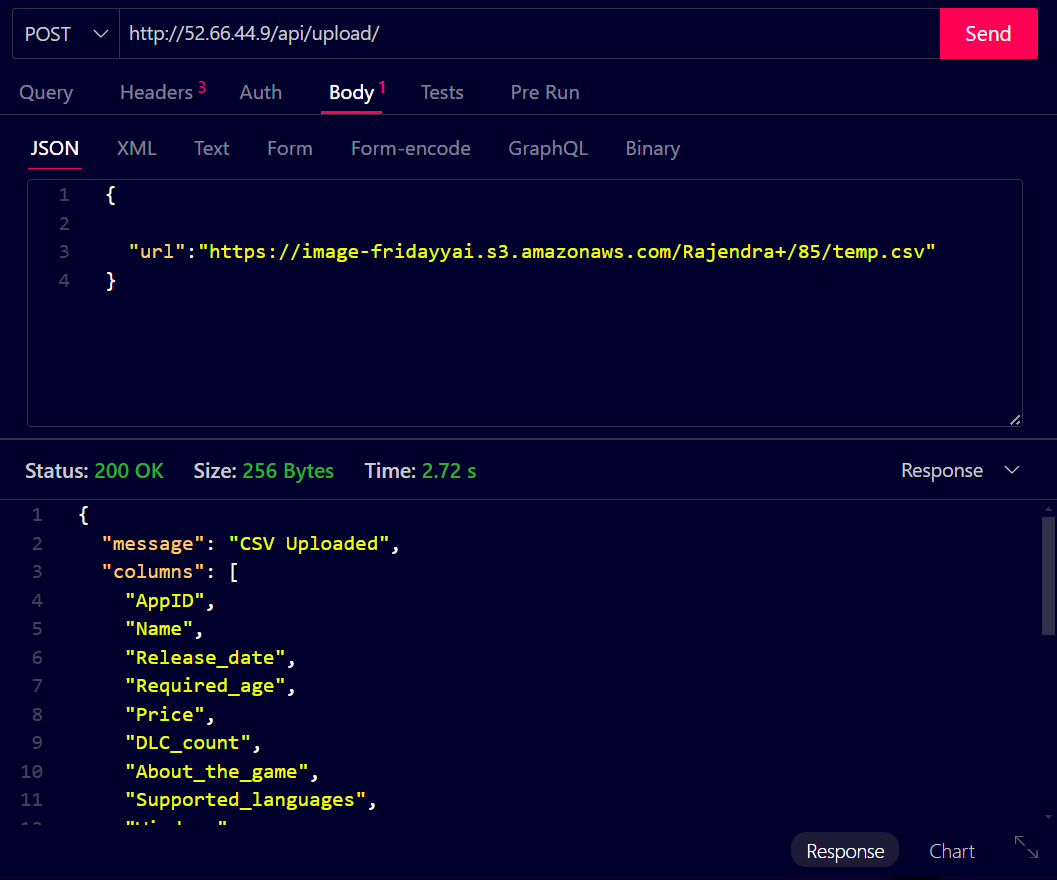 POST http://52.66.44.9/api/upload/ Send
Query Headers 3 Auth Body 1 Tests Pre Run
JSON XML Text Form Form-encode GraphQL Binary
1 {
2
3 "url":"https://image-fridayyai.s3.amazonaws.com/Rajendra+/85/temp.csv"
4 }
Status: 200 OK Size: 256 Bytes Time: 2.72 s Response
1 {
2 "message": "CSV Uploaded",
3 "columns": [
4 "AppID",
5 "Name",
6 "Release_date",
7 "Required_age",
8 "Price",
9 "DLC_count",
10 "About_the_game",
11 "Supported_languages",
Response Chart